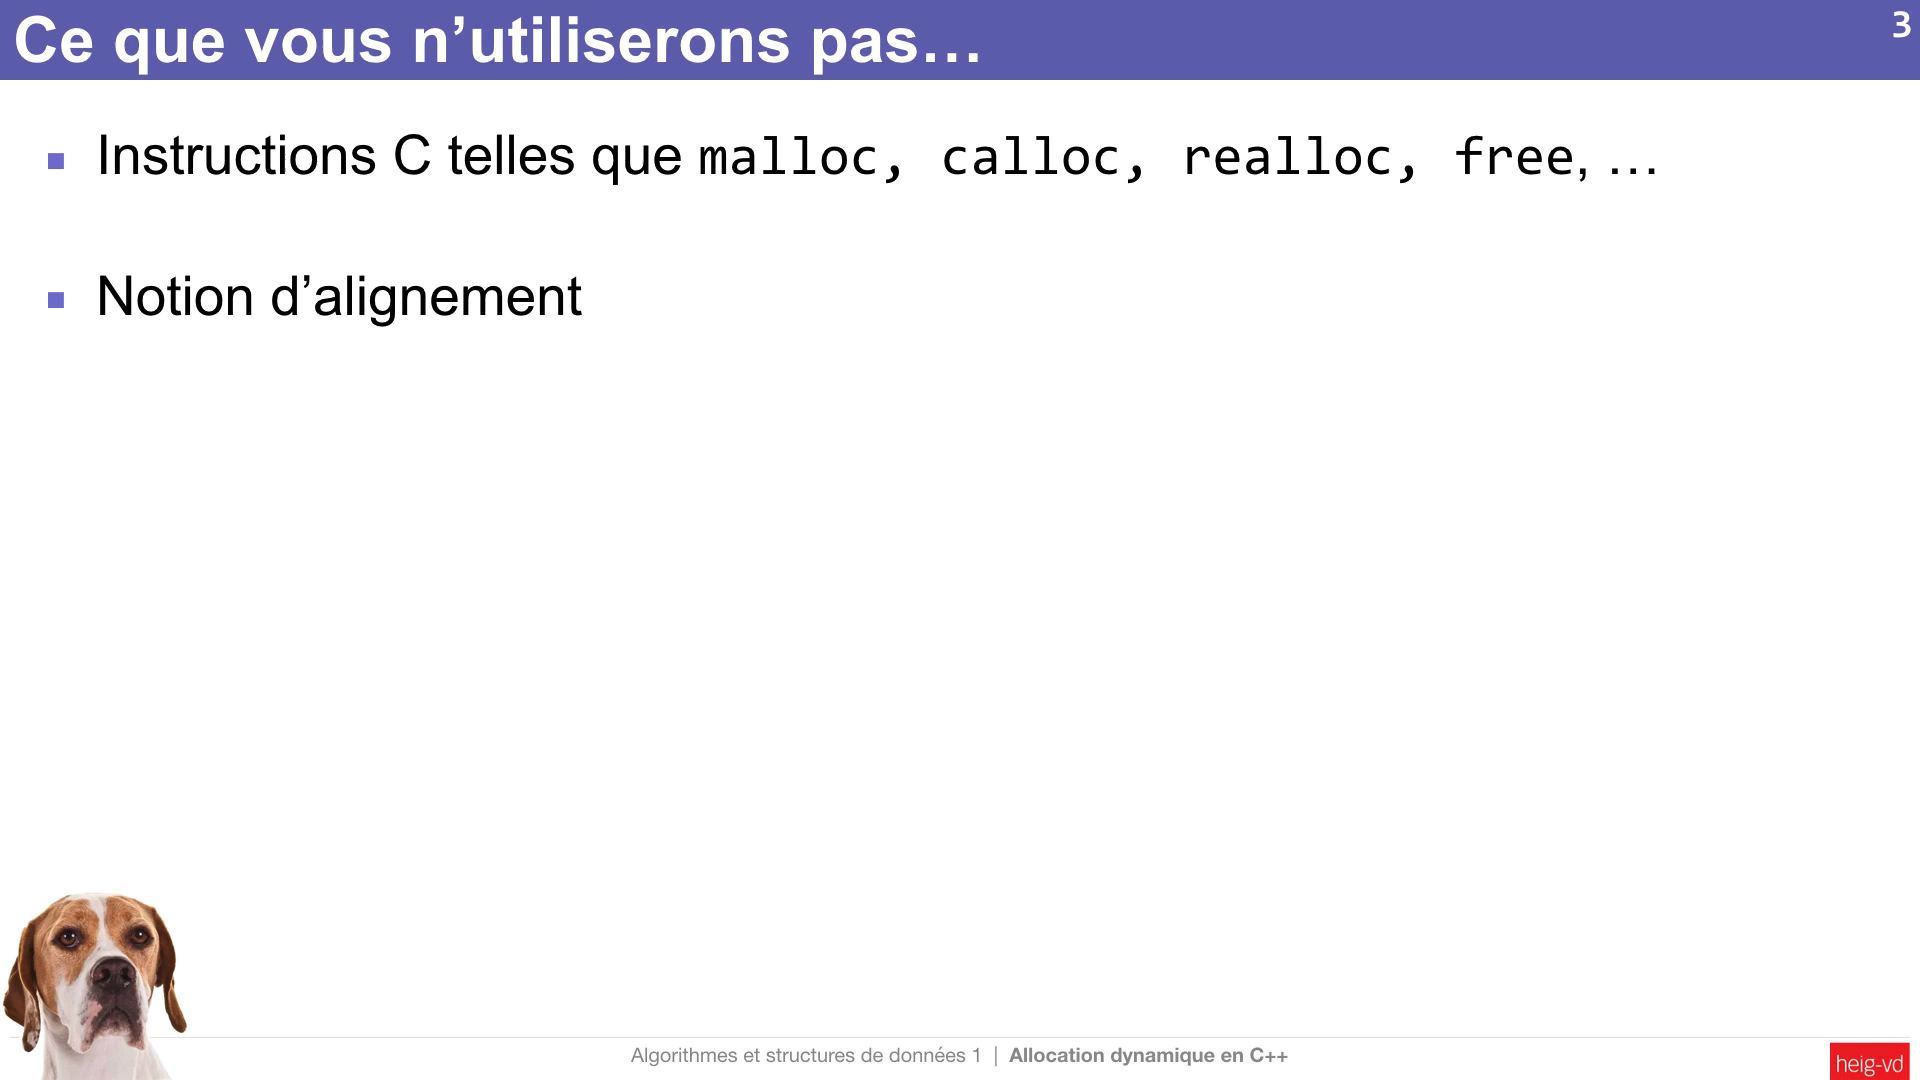 Ce que vous n’utiliserons pas…
3
Instructions C telles que malloc, calloc, realloc, free, …
Notion d’alignement
Algorithmes et structures de données 1 | Allocation dynamique en C++
heig-vd